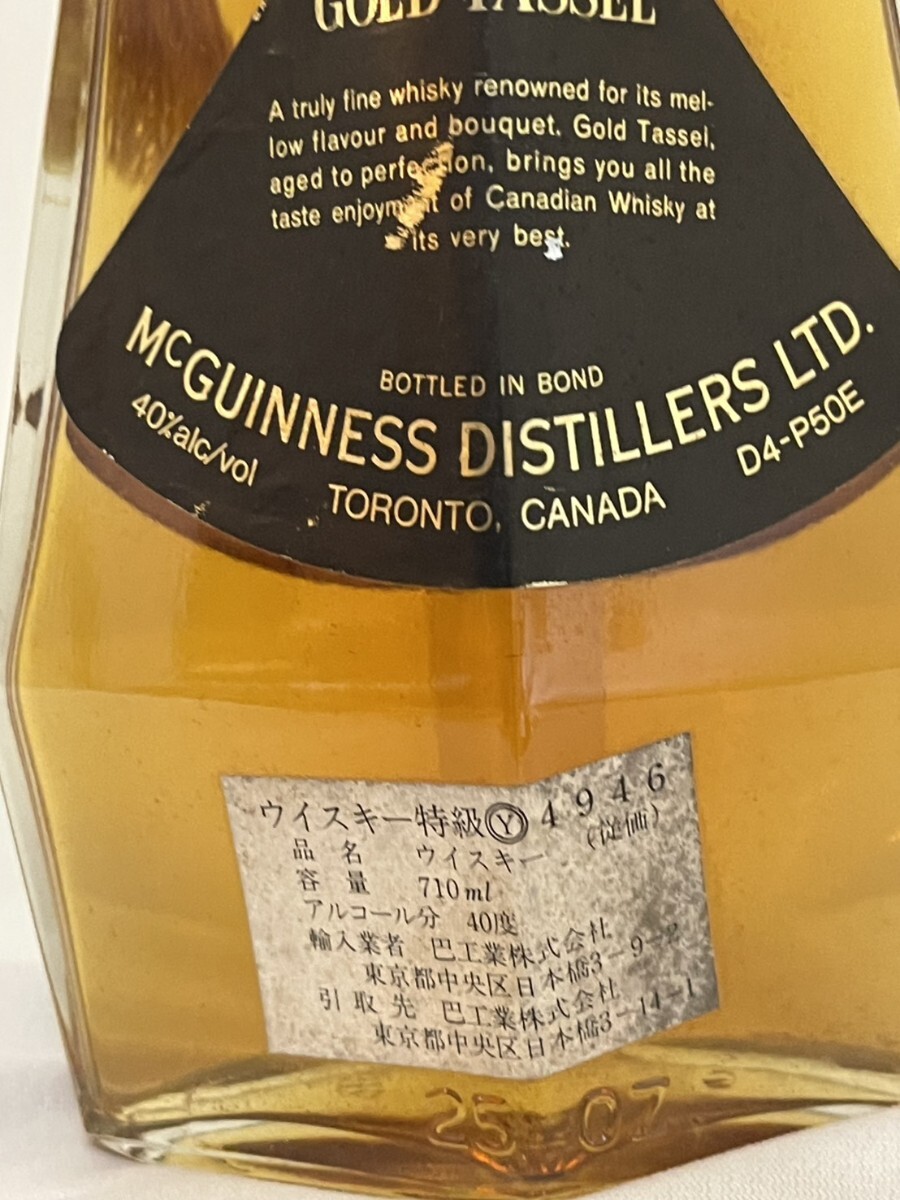 GOLD TASSEL
A truly fine whisky renowned for its mel-
low flavour and bouquet. Gold Tassel,
aged to perfection, brings you all the
taste enjoyment of Canadian Whisky at
its very best.
BOTTLED IN BOND
McGUINNESS DISTILLERS LTD.
40%alc/vol
D4-P50E
TORONTO, CANADA
ウイスキー特級Ⓨ4946
(従価)
品名 ウイスキー
容量 710ml
アルコール分 40度
輸入業者 巴工業株式会社
東京都中央区日本橋3-9-2
引取先 巴工業株式会社
東京都中央区日本橋3-14-1
25 07